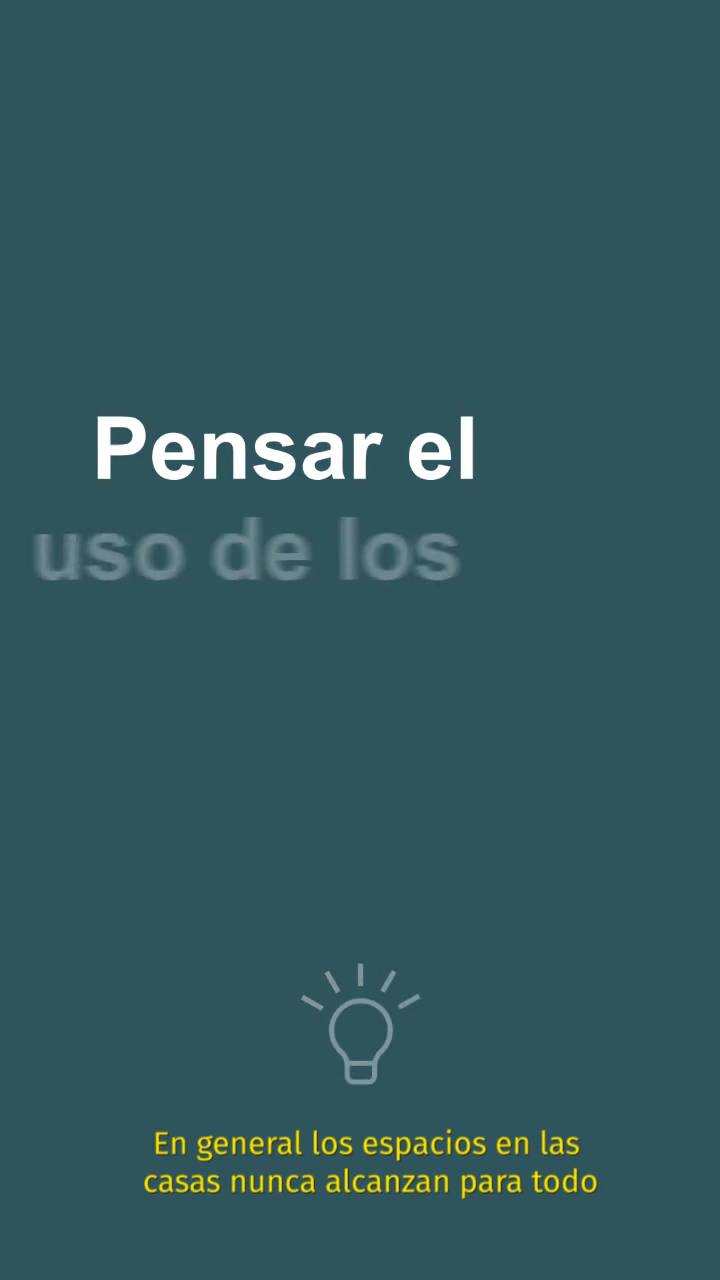 Pensar el
uso de los
En general los espacios en las
casas nunca alcanzan para todo